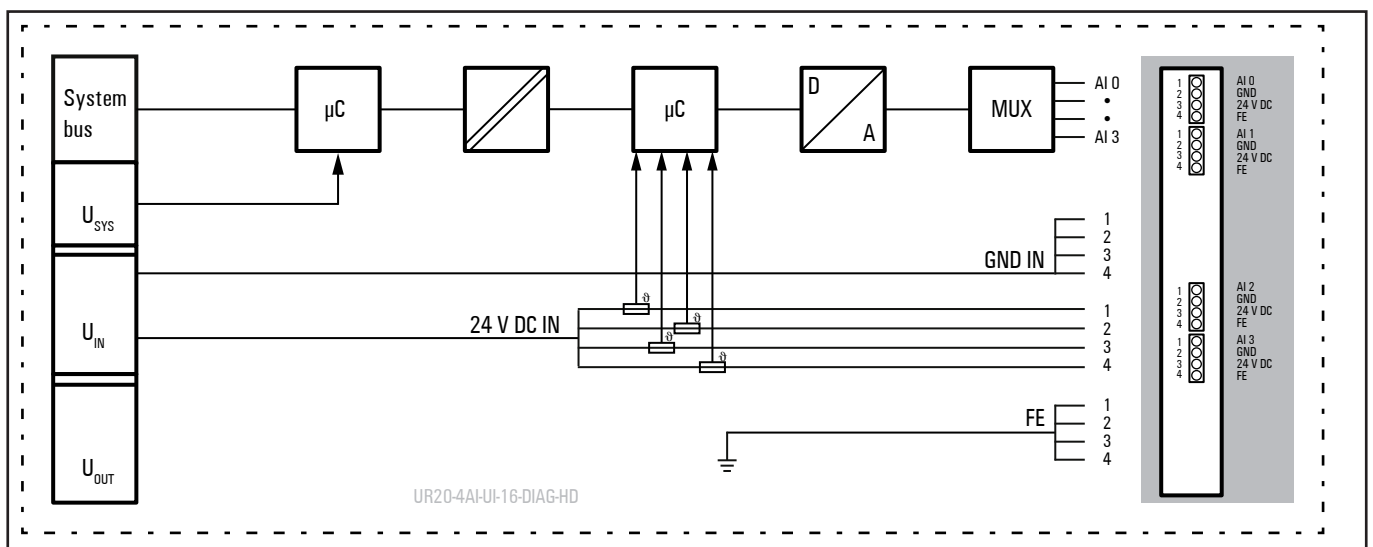 System
bus
µC
µC
D
A
MUX
AI 0
•
•
AI 3
U_SYS
U_IN
U_OUT
GND IN
1
2
3
4
24 V DC IN
ϑ
ϑ
ϑ
ϑ
1
2
3
4
FE
1
2
3
4
UR20-4AI-UI-16-DIAG-HD
1 AI 0
2 GND
3 24 V DC
4 FE
1 AI 1
2 GND
3 24 V DC
4 FE
1 AI 2
2 GND
3 24 V DC
4 FE
1 AI 3
2 GND
3 24 V DC
4 FE